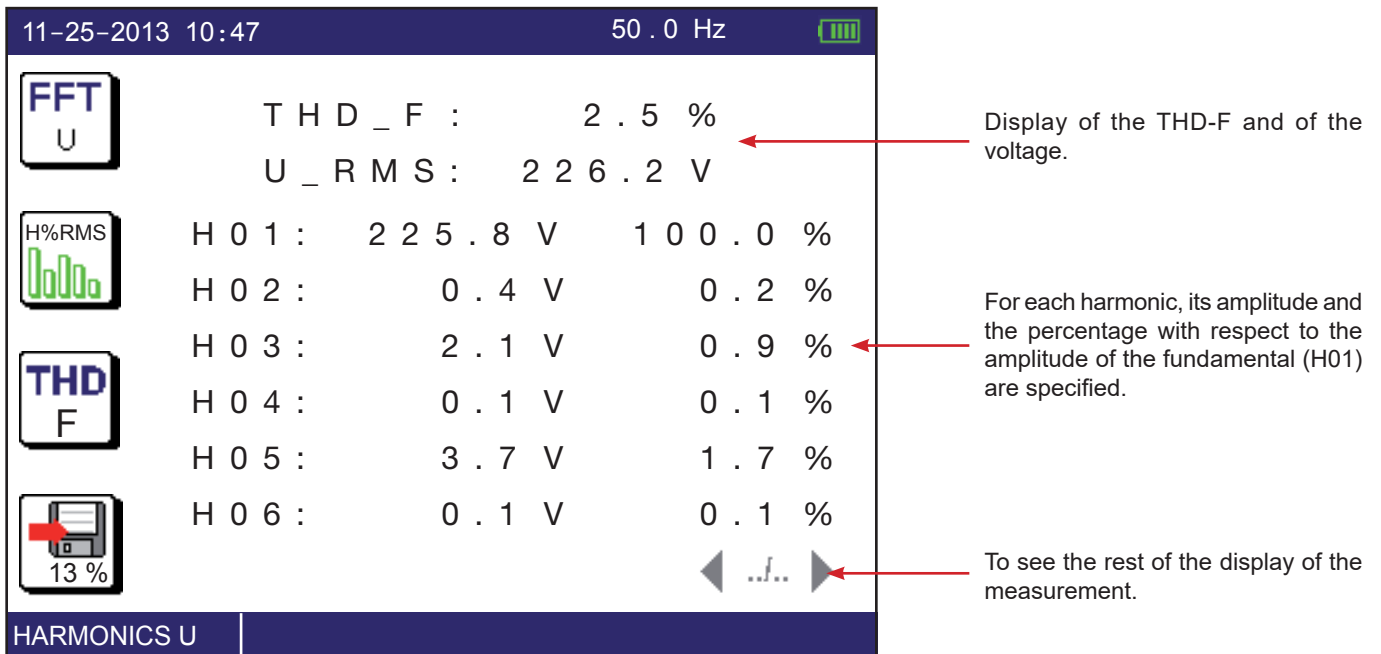 11-25-2013 10:47 50.0 Hz
FFT
U
THD_F: 2.5 %
U_RMS: 226.2 V
Display of the THD-F and of the
voltage.
H%RMS
H01: 225.8 V 100.0 %
H02: 0.4 V 0.2 %
H03: 2.1 V 0.9 %
H04: 0.1 V 0.1 %
H05: 3.7 V 1.7 %
H06: 0.1 V 0.1 %
For each harmonic, its amplitude and
the percentage with respect to the
amplitude of the fundamental (H01)
are specified.
THD
F
13 %
../..
To see the rest of the display of the
measurement.
HARMONICS U